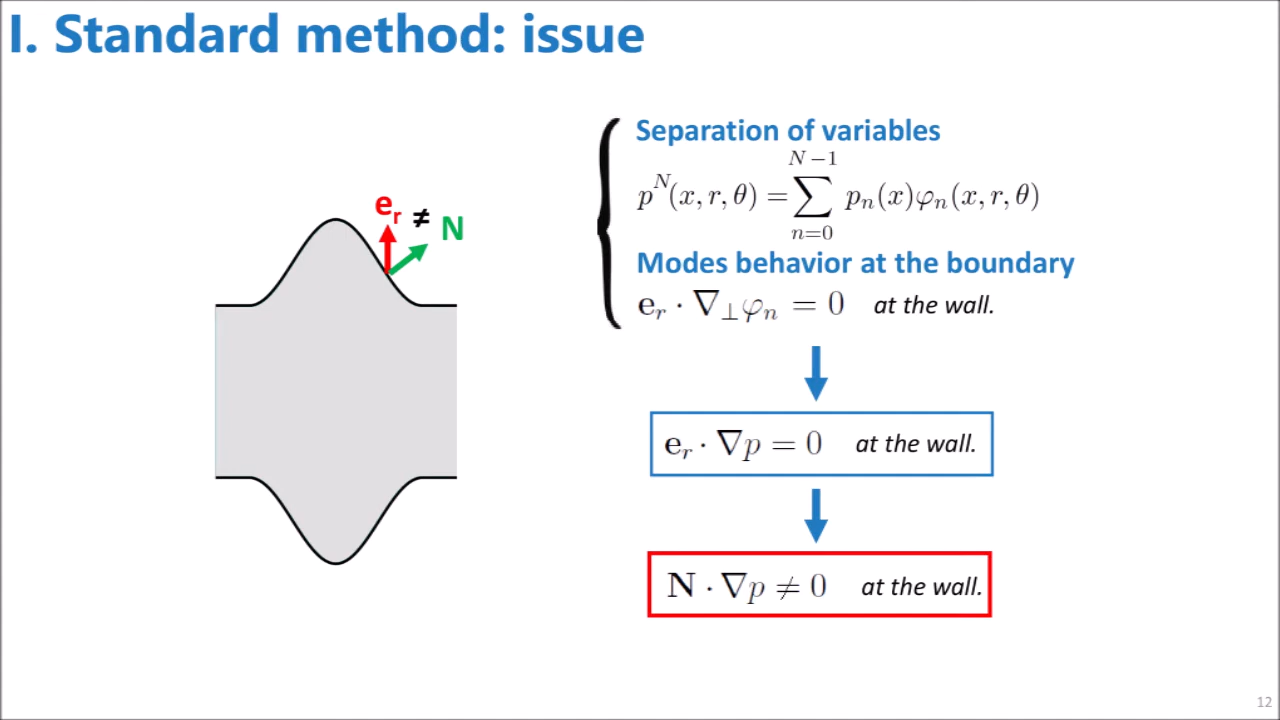 I. Standard method: issue
e_r ≠ N
Separation of variables
p^N(x, r, θ) = ∑_{n=0}^{N−1} p_n(x)φ_n(x, r, θ)
Modes behavior at the boundary
e_r · ∇_⊥φ_n = 0 at the wall.
e_r · ∇p = 0 at the wall.
N · ∇p ≠ 0 at the wall.
12